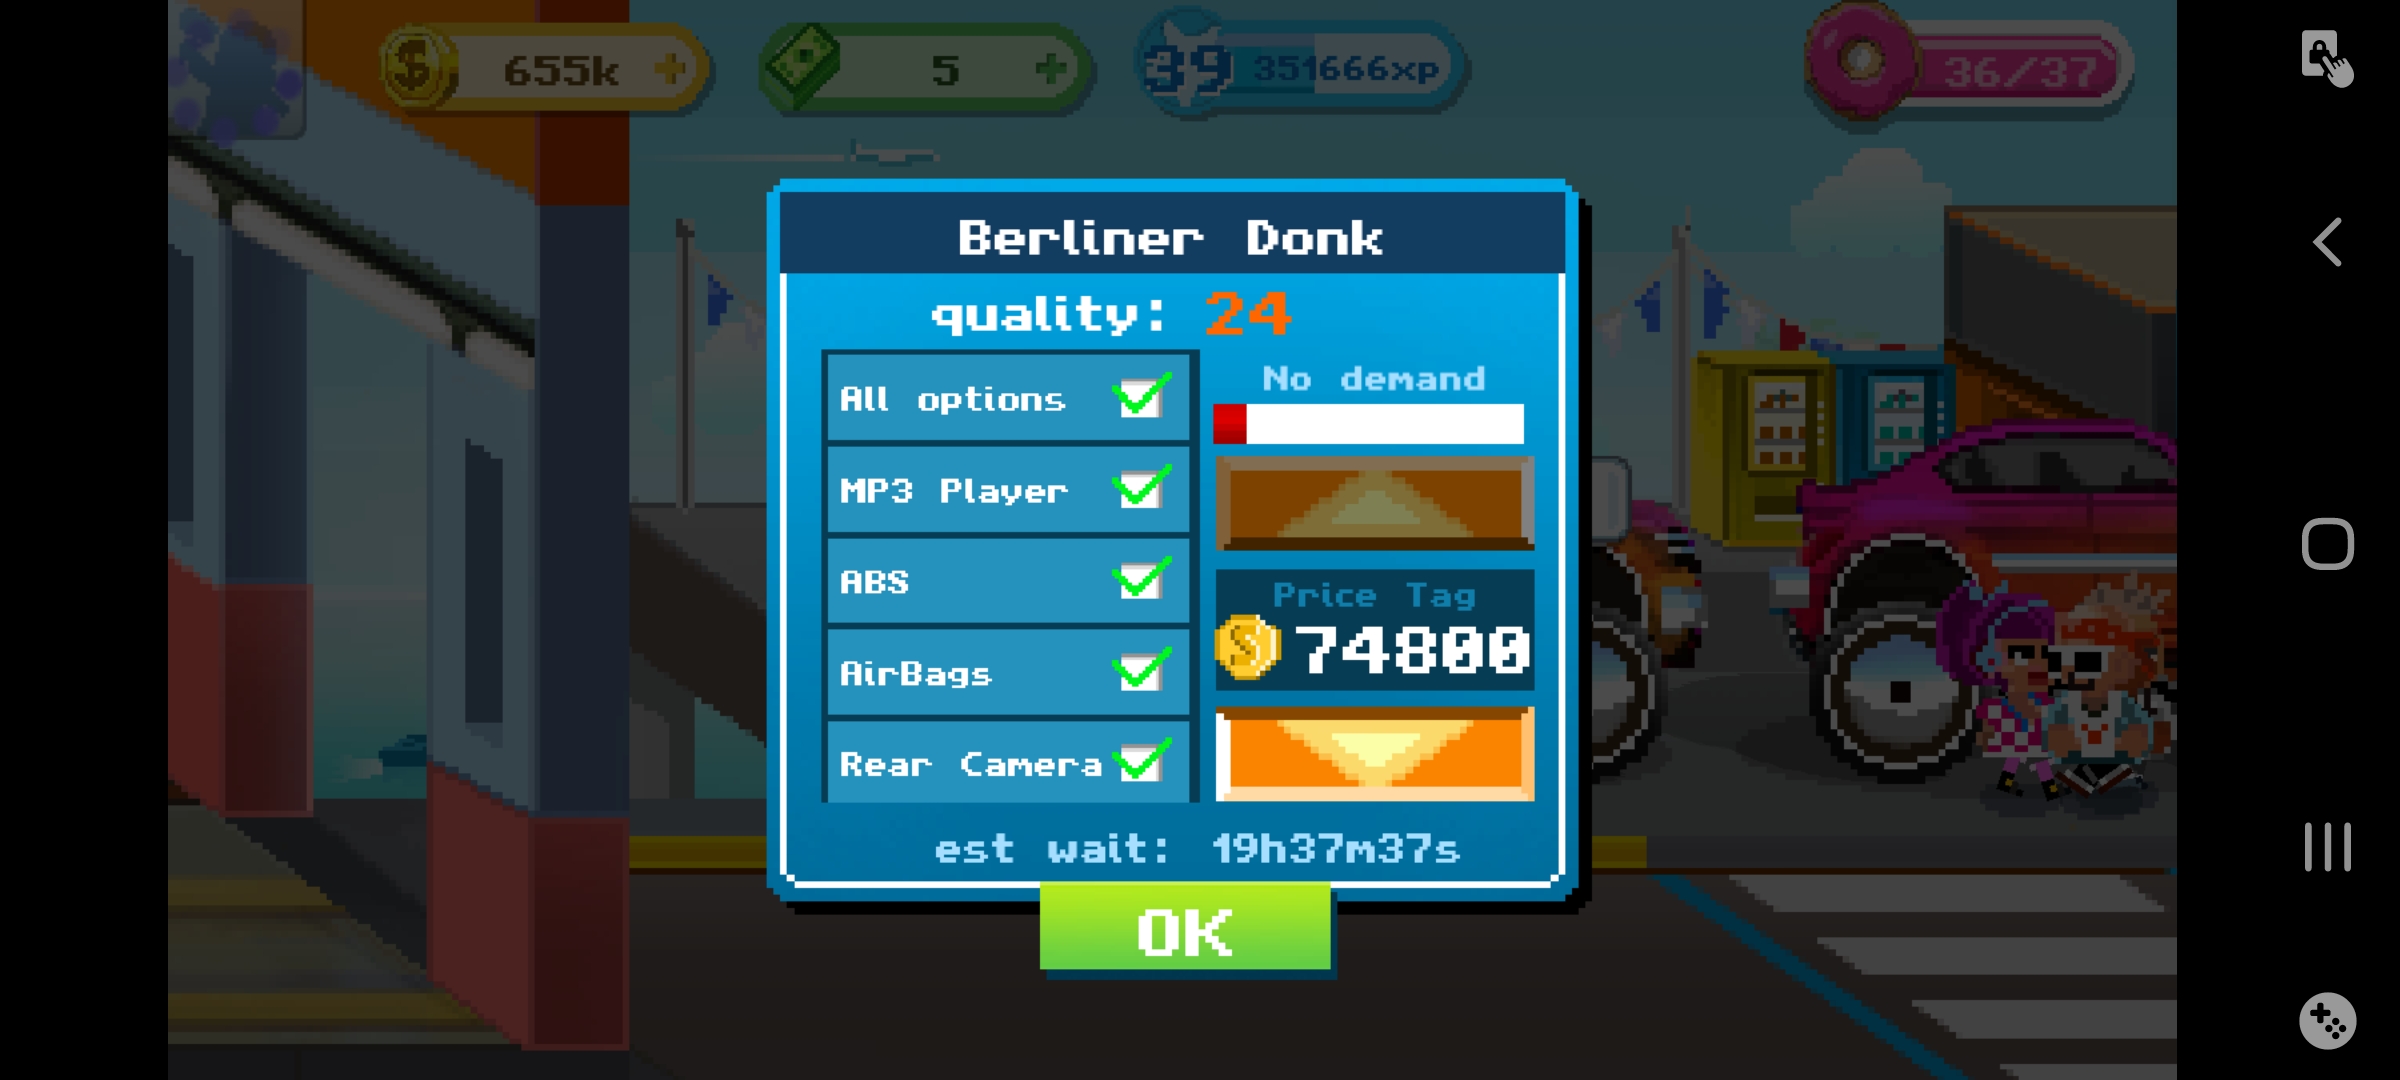 655k
5
39 351666xp
36/37
Berliner Donk
quality: 24
All options
MP3 Player
ABS
AirBags
Rear Camera
No demand
Price Tag
74800
est wait: 19h37m37s
OK